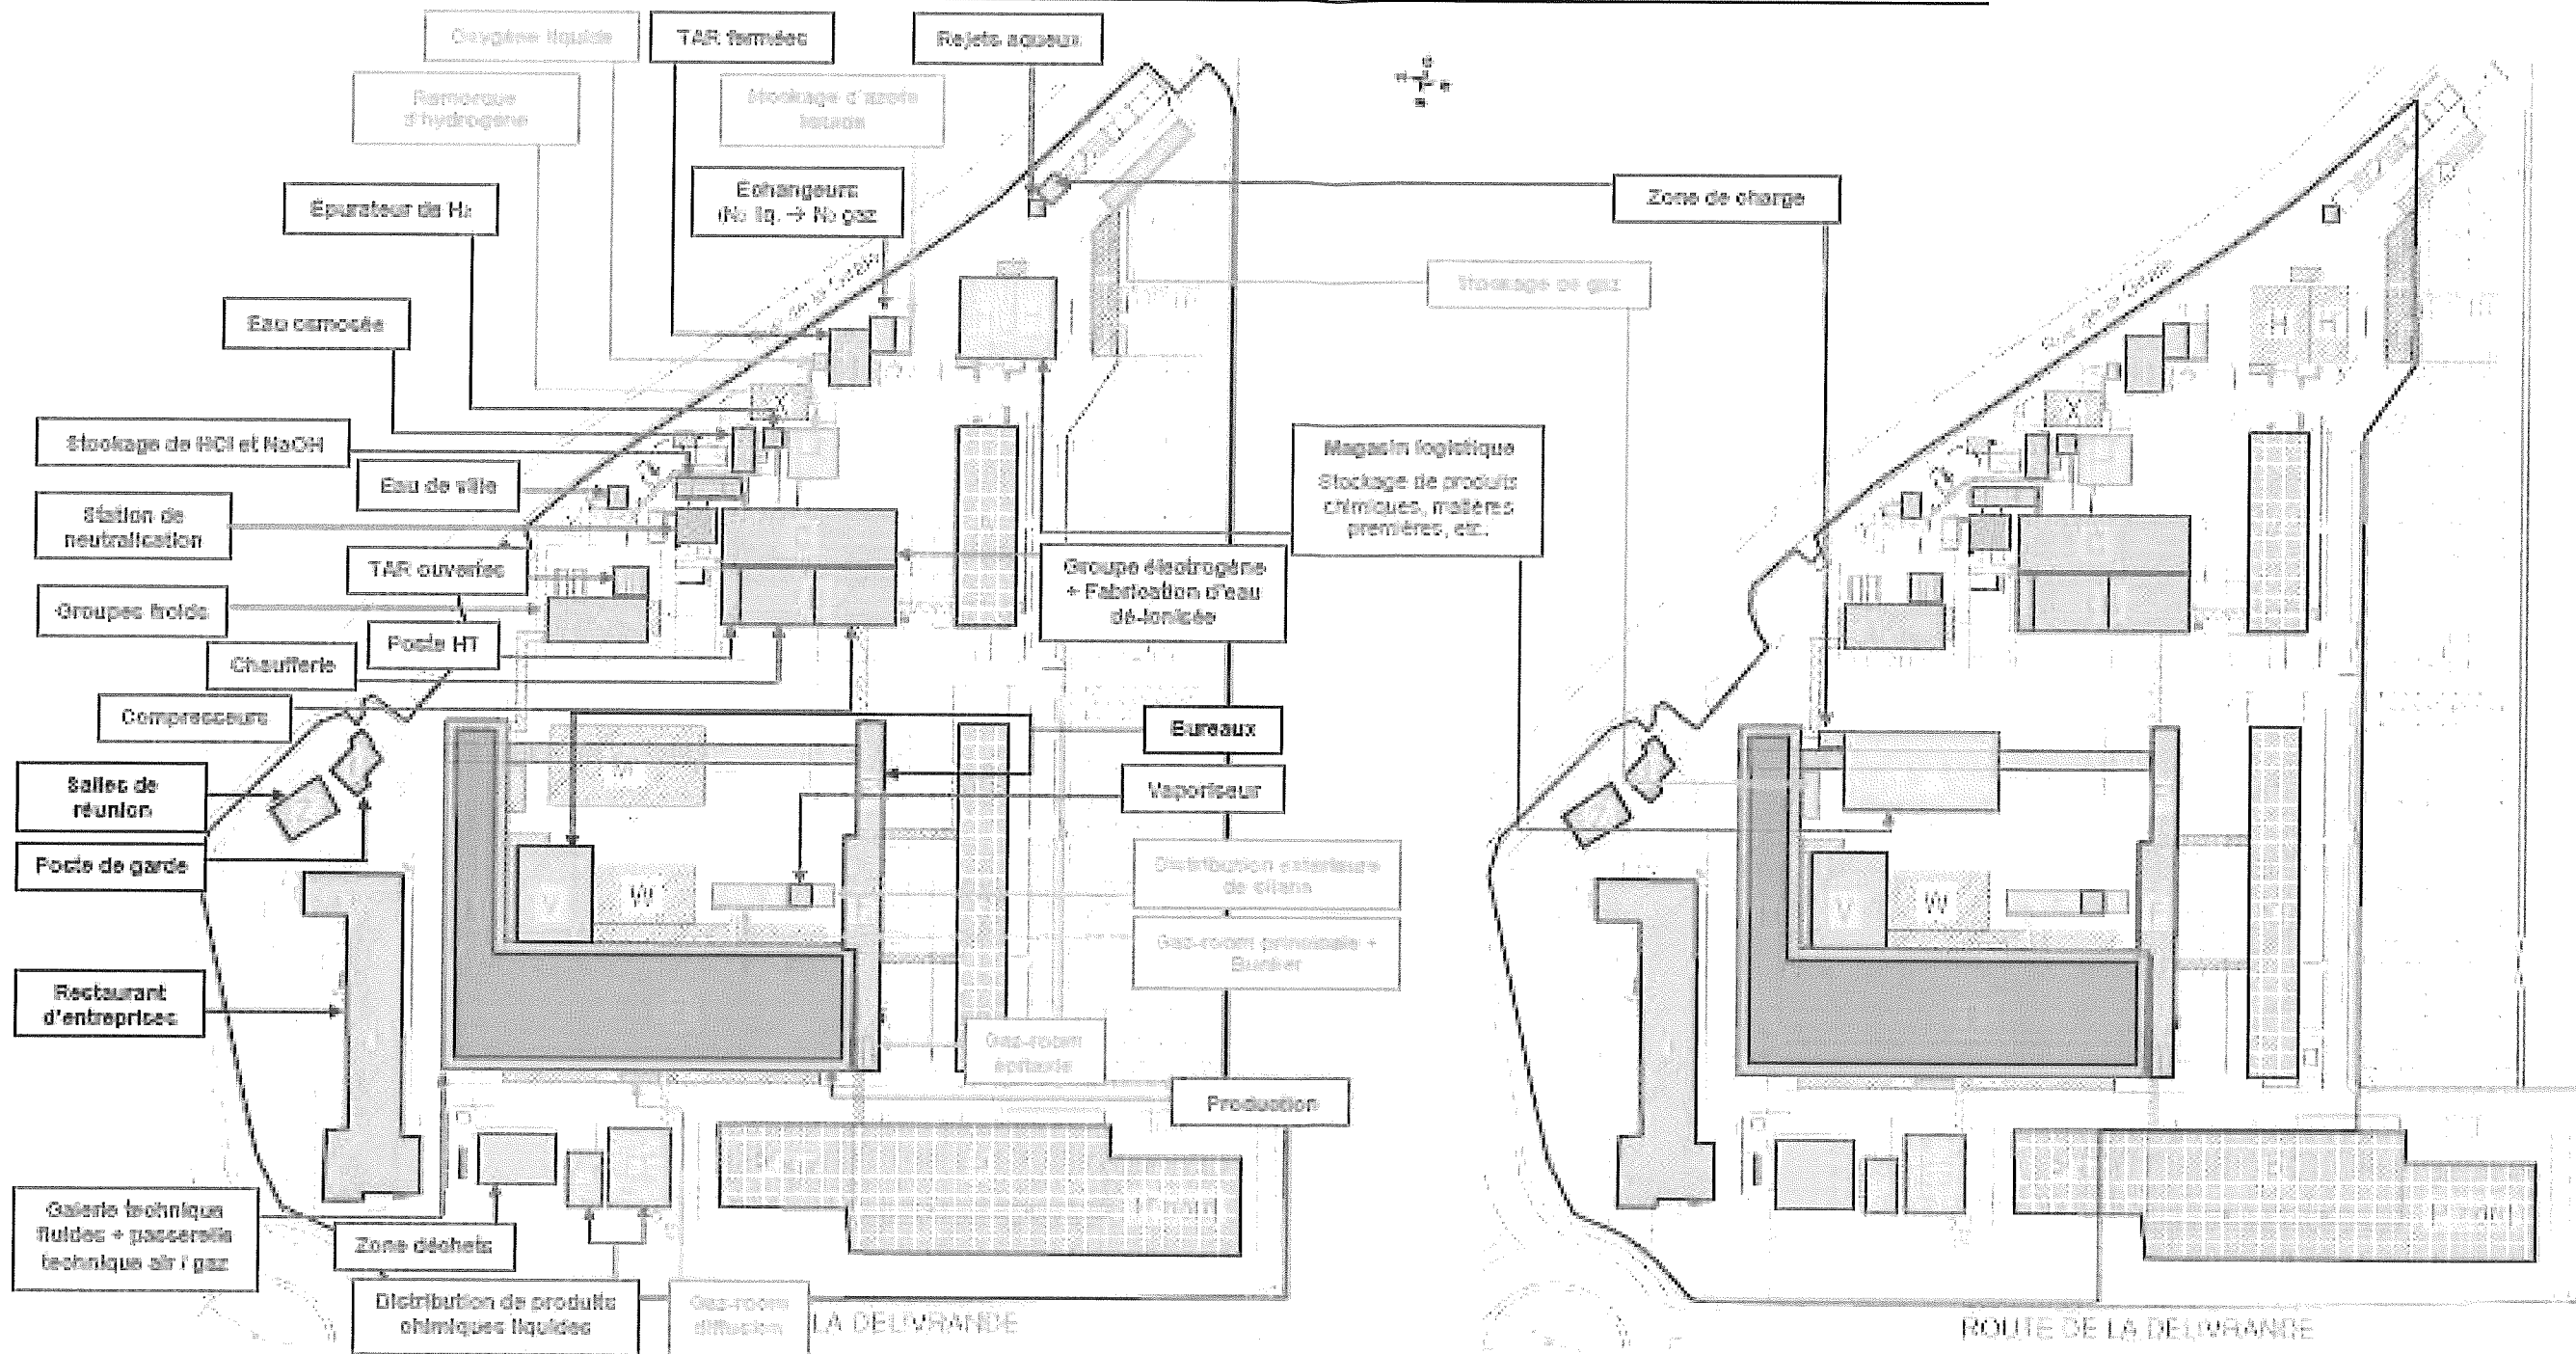 Oxygène liquide
TAR fermées
Rejets aqueux
Remorque
d'hydrogène
Stockage d'azote
liquide
Épurateur de H₂
Echangeurs
(N₂ liq. → N₂ gaz
Zone de charge
Stockage de gaz
Eau osmosée
Stockage de HCl et NaOH
Eau de ville
Station de
neutralisation
TAR ouvertes
Groupes froids
Poste HT
Chaufferie
Compresseurs
Magasin logistique
Stockage de produits
chimiques, matières
premières, etc.
Groupe électrogène
+ Fabrication d'eau
dé-ionisée
Bureaux
Vaporiseur
Salles de
réunion
Poste de garde
Distribution extérieure
de silane
Gaz-room principale +
Bunker
Restaurant
d'entreprises
Gaz-room
épitaxie
Production
Galerie technique
fluides + passerelle
technique air / gaz
Zone déchets
Distribution de produits
chimiques liquides
Gaz-room
diffusion
LA DELIVRANDE
ROUTE DE LA DELIVRANDE
X
V
W
X
H
H
V
W